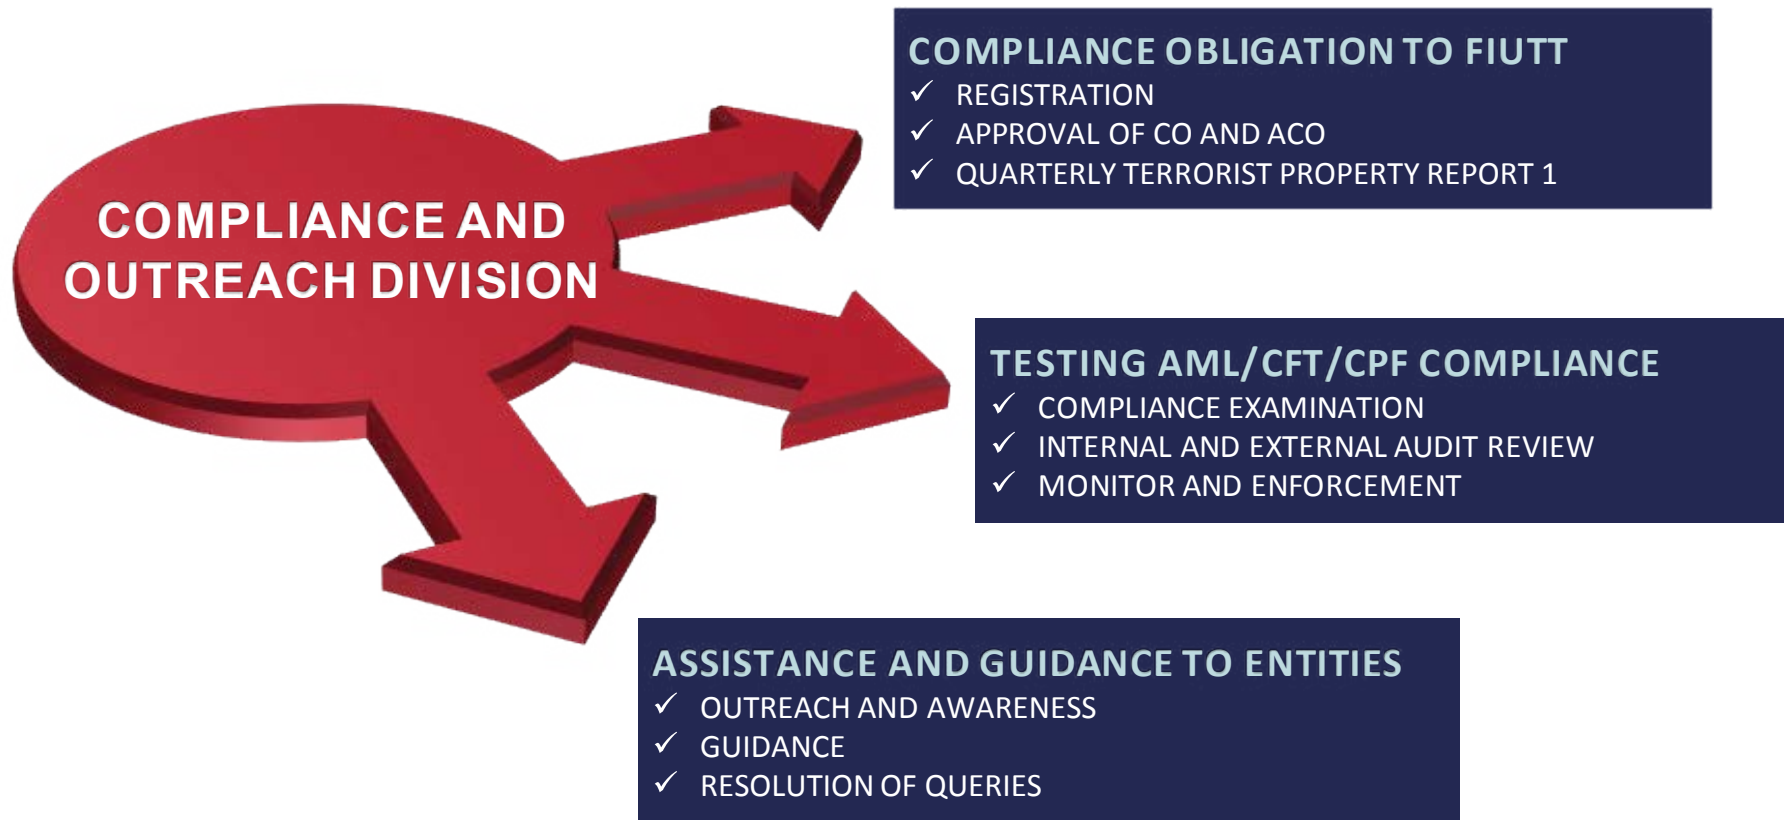 COMPLIANCE AND
OUTREACH DIVISION
COMPLIANCE OBLIGATION TO FIUTT
✓ REGISTRATION
✓ APPROVAL OF CO AND ACO
✓ QUARTERLY TERRORIST PROPERTY REPORT 1
TESTING AML/CFT/CPF COMPLIANCE
✓ COMPLIANCE EXAMINATION
✓ INTERNAL AND EXTERNAL AUDIT REVIEW
✓ MONITOR AND ENFORCEMENT
ASSISTANCE AND GUIDANCE TO ENTITIES
✓ OUTREACH AND AWARENESS
✓ GUIDANCE
✓ RESOLUTION OF QUERIES